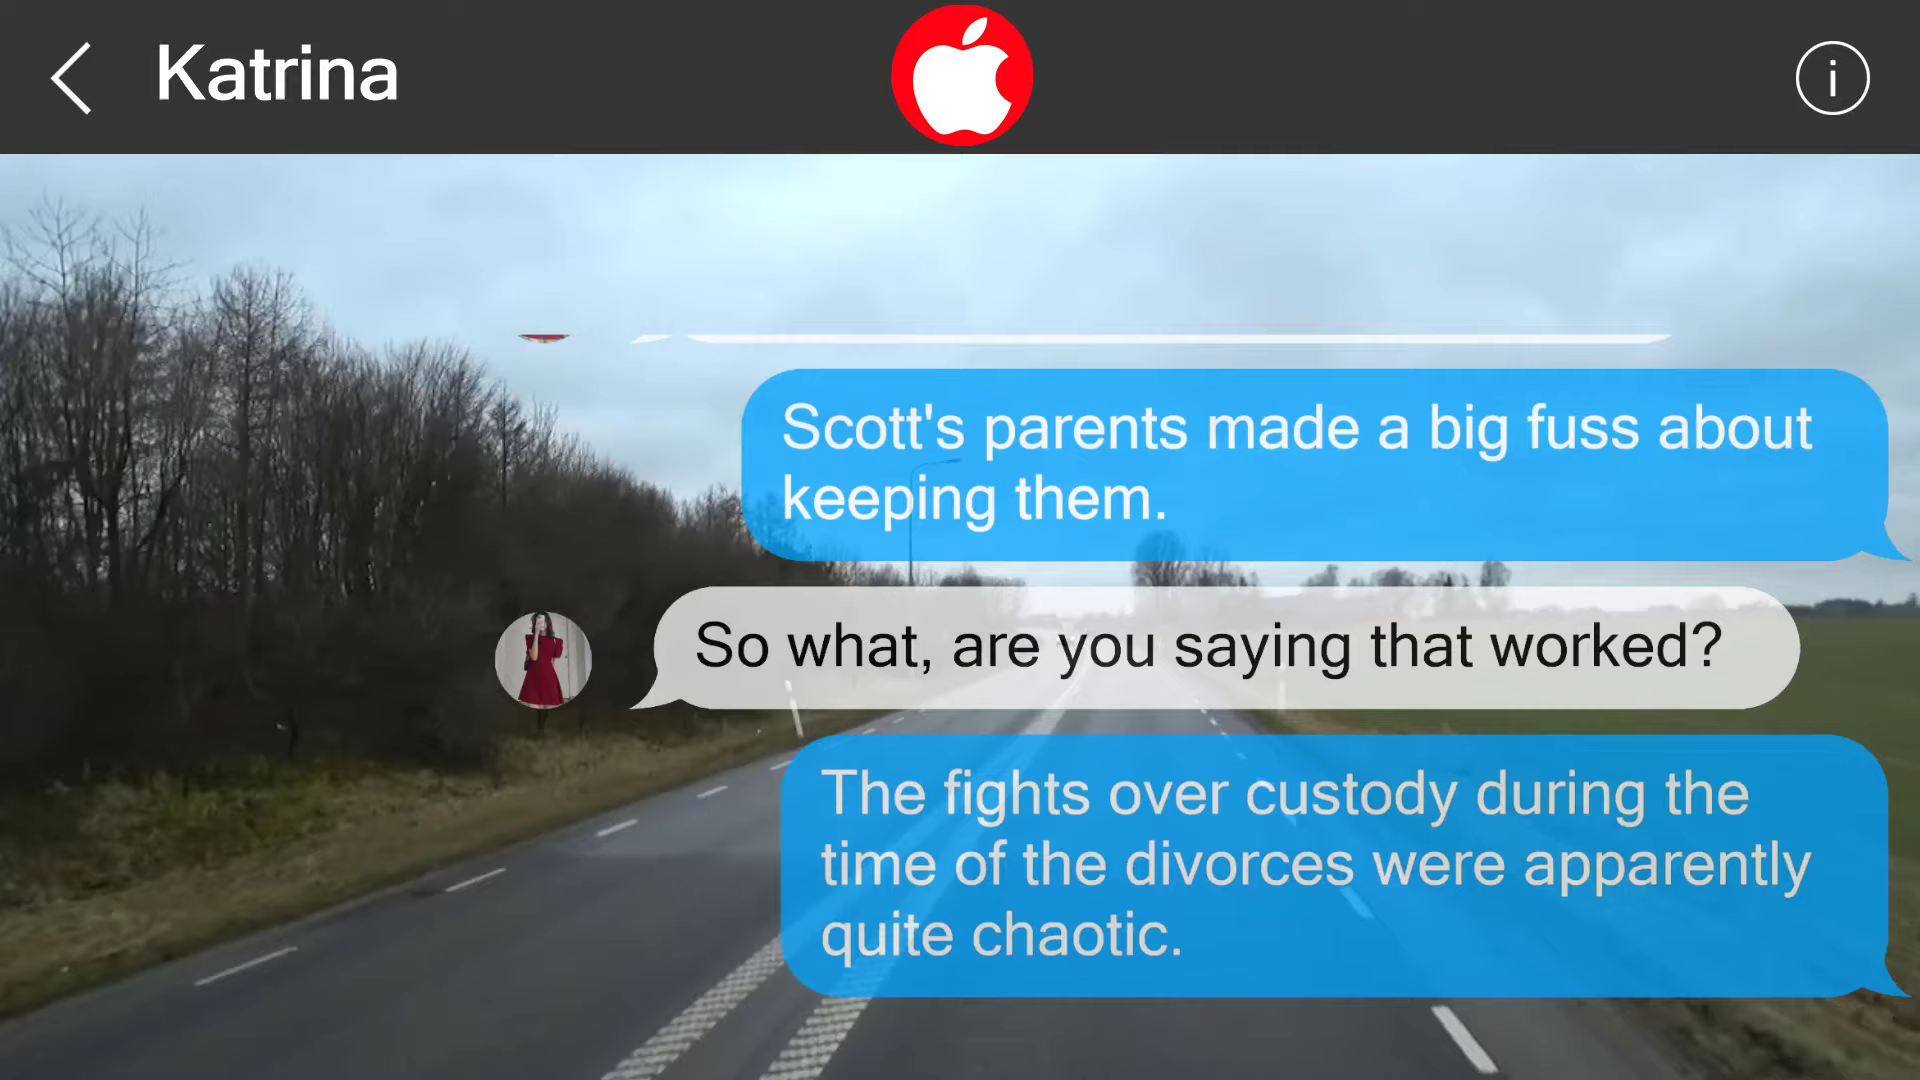 Katrina
i
Scott's parents made a big fuss about
keeping them.
So what, are you saying that worked?
The fights over custody during the
time of the divorces were apparently
quite chaotic.